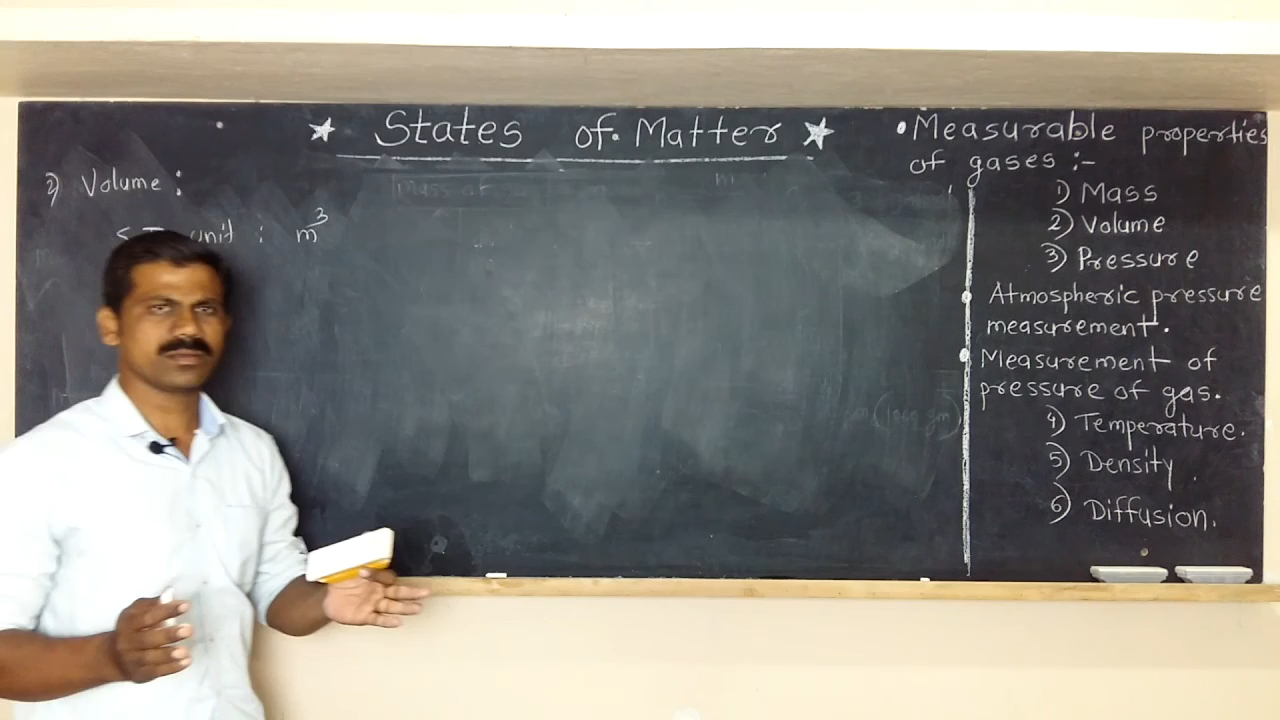 ★ States of Matter ★
2) Volume :
S.I. unit : m³
• Measurable properties
of gases :-
1) Mass
2) Volume
3) Pressure
• Atmospheric pressure
measurement.
• Measurement of
pressure of gas.
4) Temperature.
5) Density.
6) Diffusion.